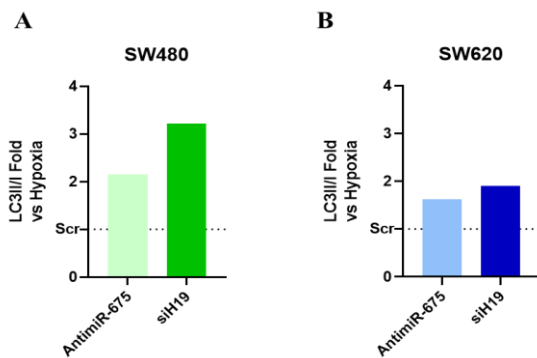 A
SW480
LC3II/I Fold
vs Hypoxia
4
3
2
Scr
0
AntimiR-675
siH19
B
SW620
LC3II/I Fold
vs Hypoxia
4
3
2
Scr
0
AntimiR-675
siH19